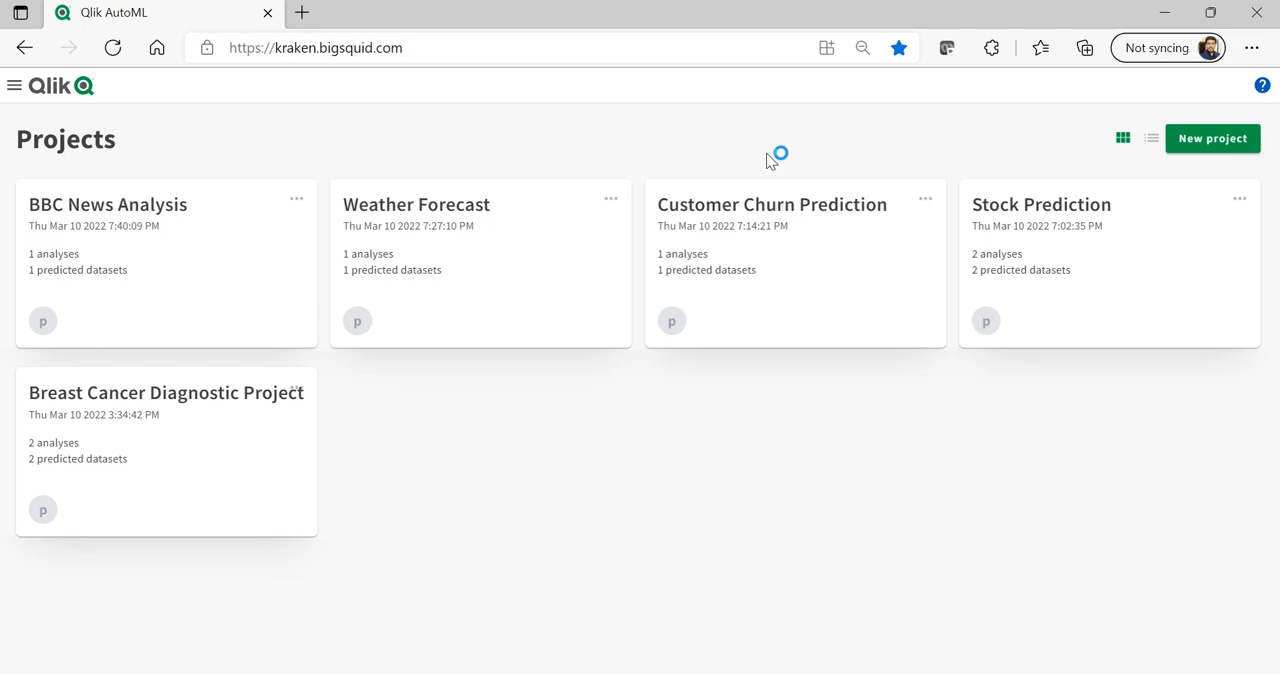 Qlik AutoML
https://kraken.bigsquid.com
Not syncing
Qlik
Projects
New project
BBC News Analysis
Thu Mar 10 2022 7:40:09 PM
1 analyses
1 predicted datasets
p
Weather Forecast
Thu Mar 10 2022 7:27:10 PM
1 analyses
1 predicted datasets
p
Customer Churn Prediction
Thu Mar 10 2022 7:14:21 PM
1 analyses
1 predicted datasets
p
Stock Prediction
Thu Mar 10 2022 7:02:35 PM
2 analyses
2 predicted datasets
p
Breast Cancer Diagnostic Project
Thu Mar 10 2022 3:34:42 PM
2 analyses
2 predicted datasets
p